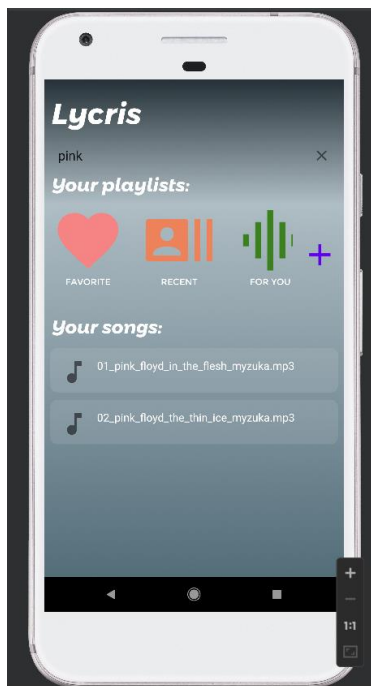 Lycris
pink
Your playlists:
FAVORITE RECENT FOR YOU
Your songs:
01_pink_floyd_in_the_flesh_myzuka.mp3
02_pink_floyd_the_thin_ice_myzuka.mp3
1:1